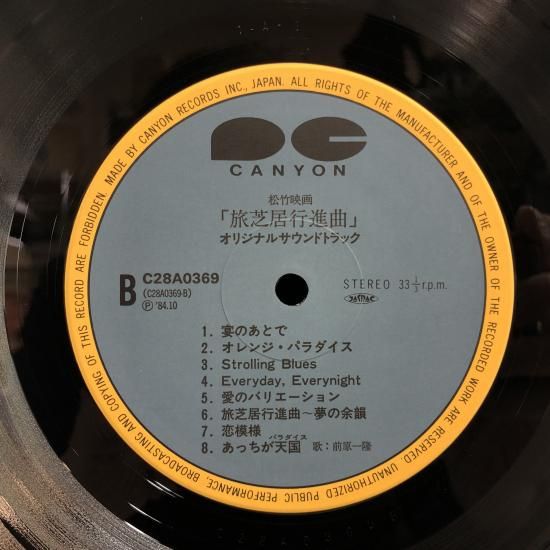 MADE BY CANYON RECORDS INC., JAPAN. ALL RIGHTS OF THE MANUFACTURER AND OF THE OWNER OF THE RECORDED WORK ARE RESERVED. UNAUTHORIZED PUBLIC PERFORMANCE, BROADCASTING AND COPYING OF THIS RECORD ARE FORBIDDEN.
CANYON
松竹映画
「旅芝居行進曲」
オリジナルサウンドトラック
B C28A0369
(C28A0369-B)
Ⓟ '84.10
STEREO 33 1/3 r.p.m.
JASRAC
1. 宴のあとで
2. オレンジ・パラダイス
3. Strolling Blues
4. Everyday, Everynight
5. 愛のバリエーション
6. 旅芝居行進曲~夢の余韻
7. 恋模様
パラダイス
8. あっちが天国 歌：前軍一隆